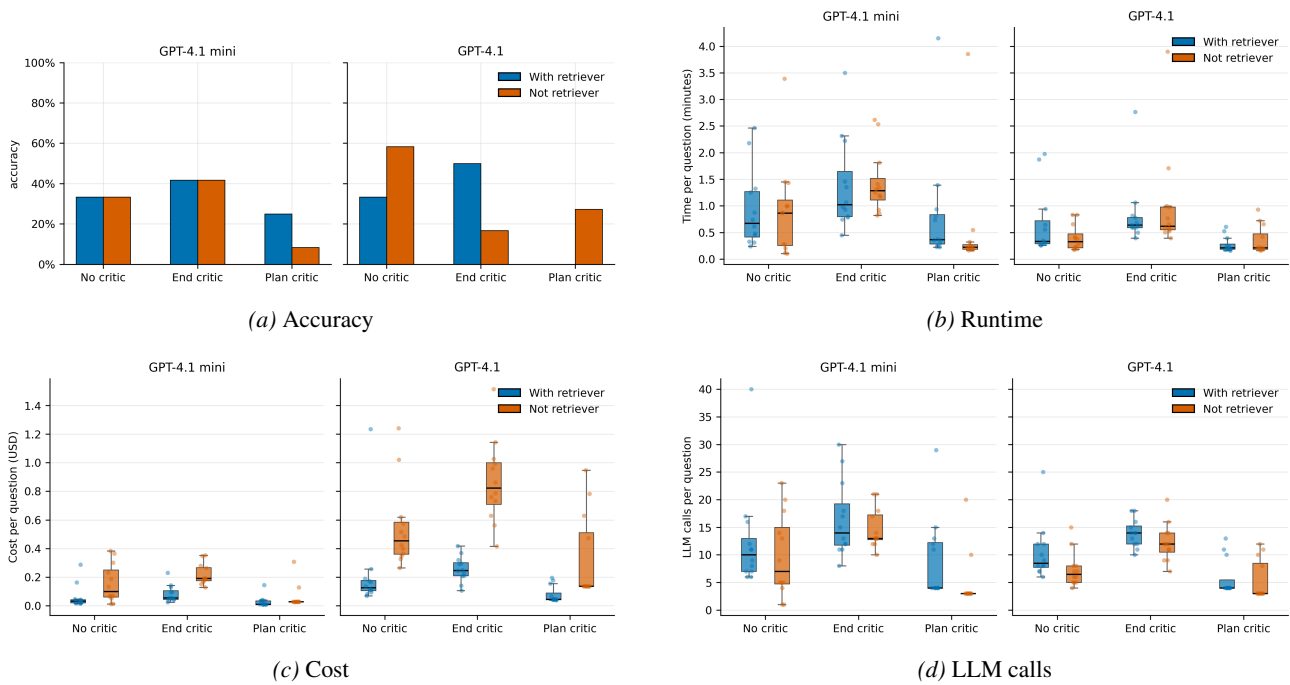 GPT-4.1 mini
GPT-4.1
accuracy
100%
80%
60%
40%
20%
0%
With retriever
Not retriever
No critic
End critic
Plan critic
No critic
End critic
Plan critic
(a) Accuracy
GPT-4.1 mini
GPT-4.1
Time per question (minutes)
4.0
3.5
3.0
2.5
2.0
1.5
1.0
0.5
0.0
With retriever
Not retriever
No critic
End critic
Plan critic
No critic
End critic
Plan critic
(b) Runtime
GPT-4.1 mini
GPT-4.1
Cost per question (USD)
1.4
1.2
1.0
0.8
0.6
0.4
0.2
0.0
With retriever
Not retriever
No critic
End critic
Plan critic
No critic
End critic
Plan critic
(c) Cost
GPT-4.1 mini
GPT-4.1
LLM calls per question
40
35
30
25
20
15
10
5
0
With retriever
Not retriever
No critic
End critic
Plan critic
No critic
End critic
Plan critic
(d) LLM calls